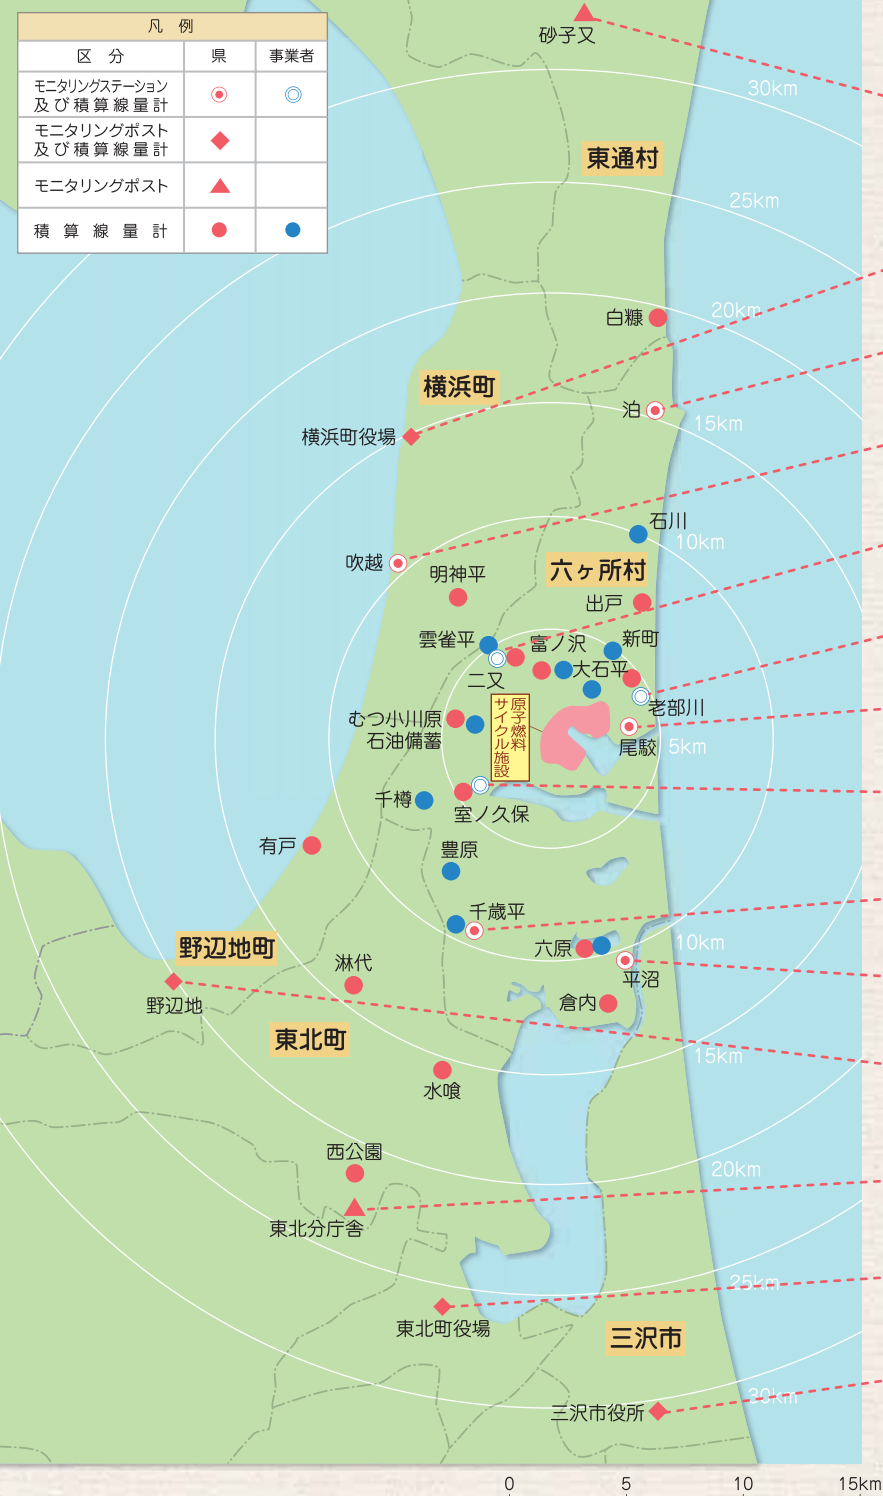 凡 例
区 分 県 事業者
モニタリングステーション
及び積算線量計
モニタリングポスト
及び積算線量計
モニタリングポスト
積 算 線 量 計
砂子又
30km
東通村
25km
20km
白糠
横浜町
泊
15km
横浜町役場
石川
10km
吹越
六ヶ所村
明神平
出戸
雲雀平
富ノ沢
新町
二又
大石平
老部川
むつ小川原
石油備蓄
原子燃料
サイクル施設
尾駮
5km
千樽
室ノ久保
有戸
豊原
千歳平
野辺地町
六原
10km
淋代
平沼
野辺地
倉内
東北町
15km
水喰
西公園
20km
東北分庁舎
25km
東北町役場
三沢市
30km
三沢市役所
0 5 10 15km